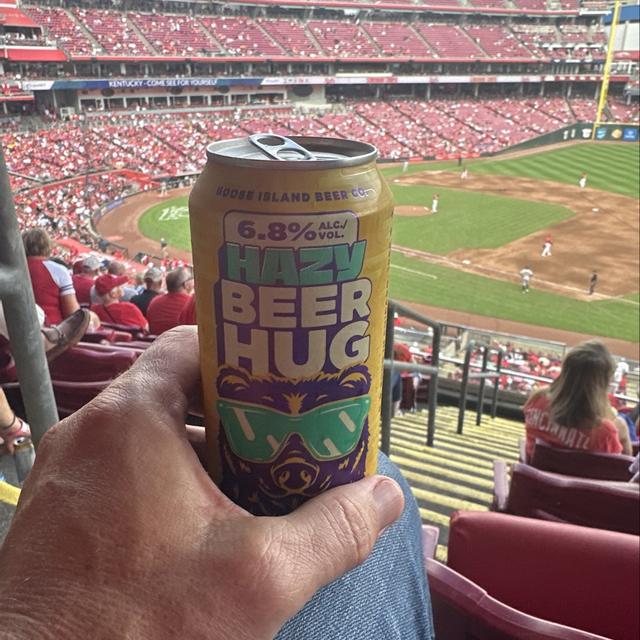 KENTUCKY-COME SEE FOR YOURSELF
GOOSE ISLAND BEER CO.
6.8% ALC./
VOL.
HAZY
BEER
HUG
CINCINNATI